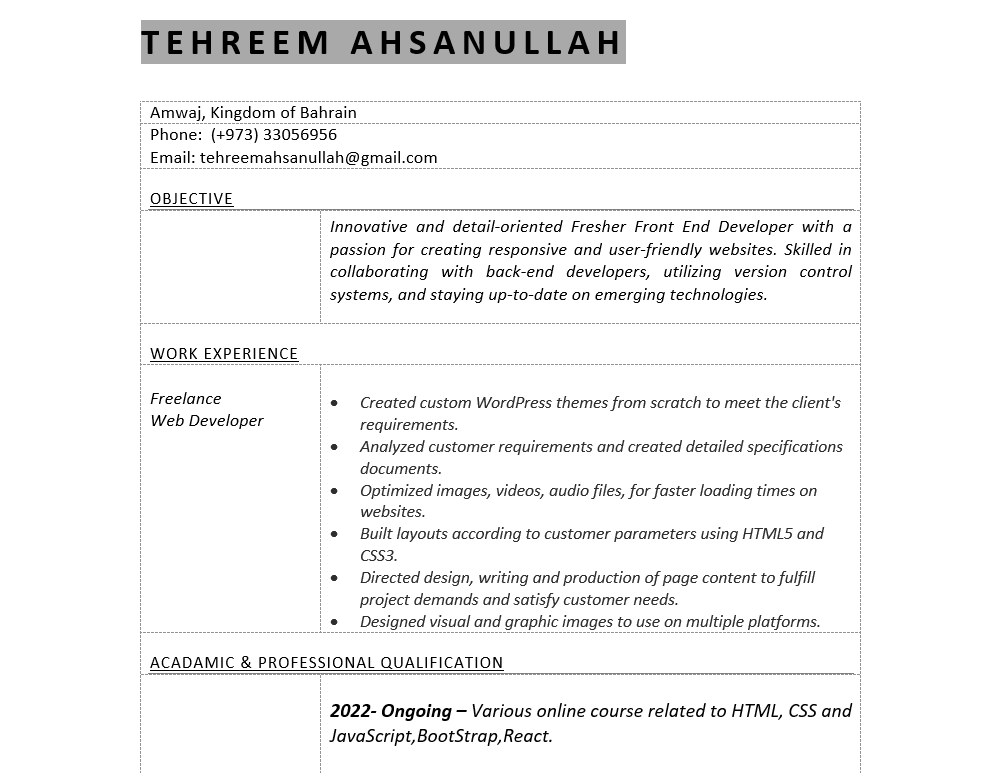 TEHREEM AHSANULLAH
Amwaj, Kingdom of Bahrain
Phone:  (+973) 33056956
Email: tehreemahsanullah@gmail.com
OBJECTIVE
Innovative and detail-oriented Fresher Front End Developer with a
passion for creating responsive and user-friendly websites. Skilled in
collaborating with back-end developers, utilizing version control
systems, and staying up-to-date on emerging technologies.
WORK EXPERIENCE
Freelance
Web Developer
• Created custom WordPress themes from scratch to meet the client's
requirements.
• Analyzed customer requirements and created detailed specifications
documents.
• Optimized images, videos, audio files, for faster loading times on
websites.
• Built layouts according to customer parameters using HTML5 and
CSS3.
• Directed design, writing and production of page content to fulfill
project demands and satisfy customer needs.
• Designed visual and graphic images to use on multiple platforms.
ACADAMIC & PROFESSIONAL QUALIFICATION
2022- Ongoing – Various online course related to HTML, CSS and
JavaScript,BootStrap,React.